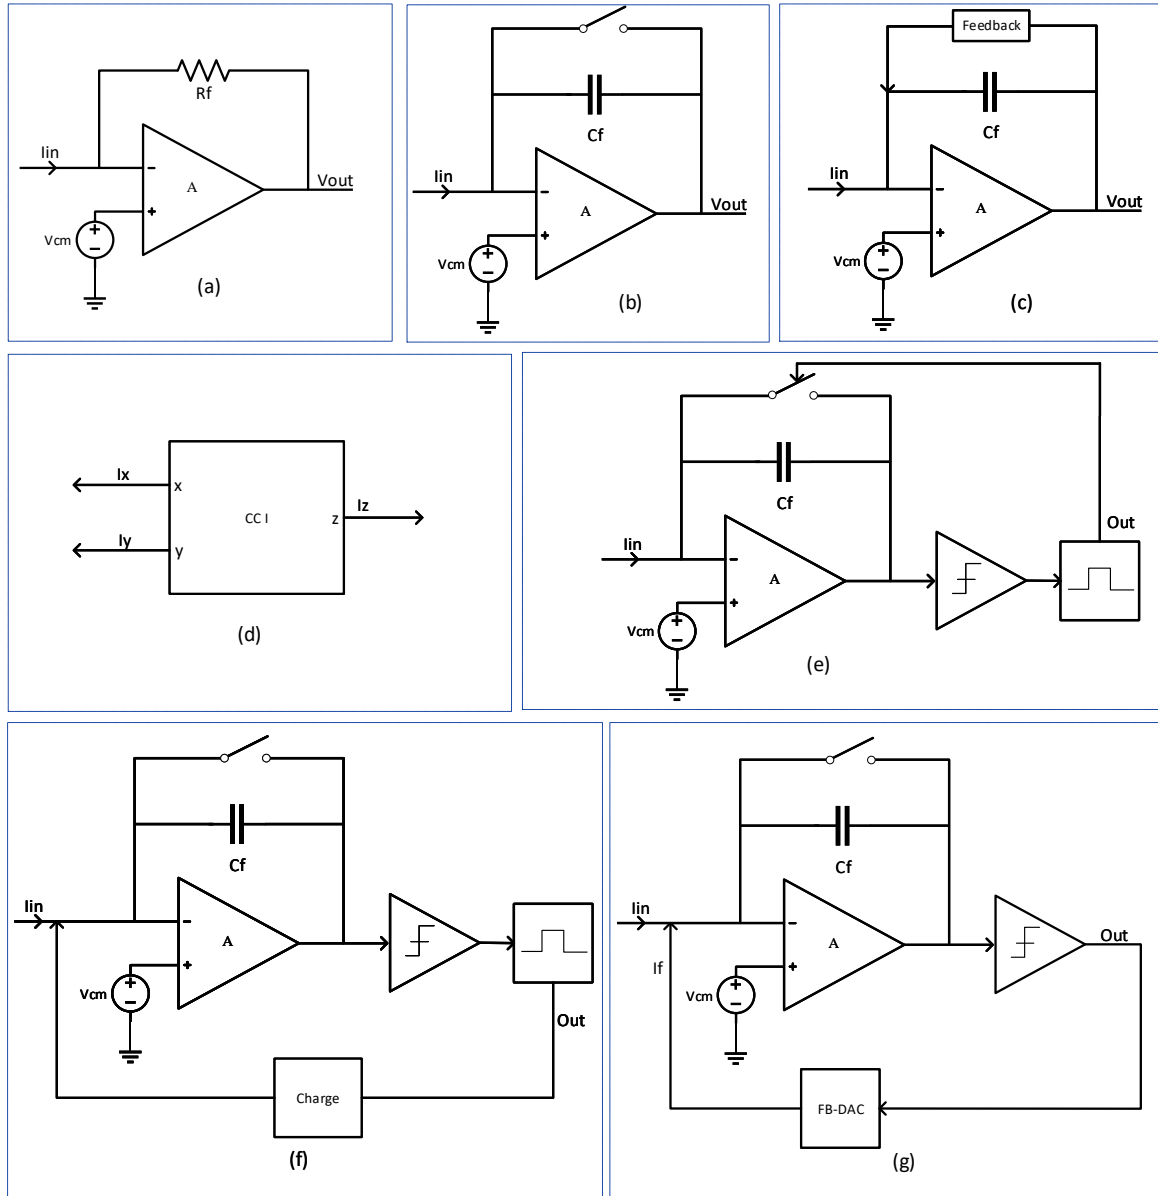 Rf
Iin
−
A
+
Vout
Vcm
+
−
(a)
Cf
Iin
−
A
+
Vout
Vcm
+
−
(b)
Feedback
Cf
Iin
−
A
+
Vout
Vcm
+
−
(c)
Ix
x
CC I
z
Iz
Iy
y
(d)
Cf
Iin
−
A
+
Out
Vcm
+
−
(e)
Cf
Iin
−
A
+
Vcm
+
−
Out
Charge
(f)
Cf
Iin
−
A
+
Out
If
Vcm
+
−
FB-DAC
(g)